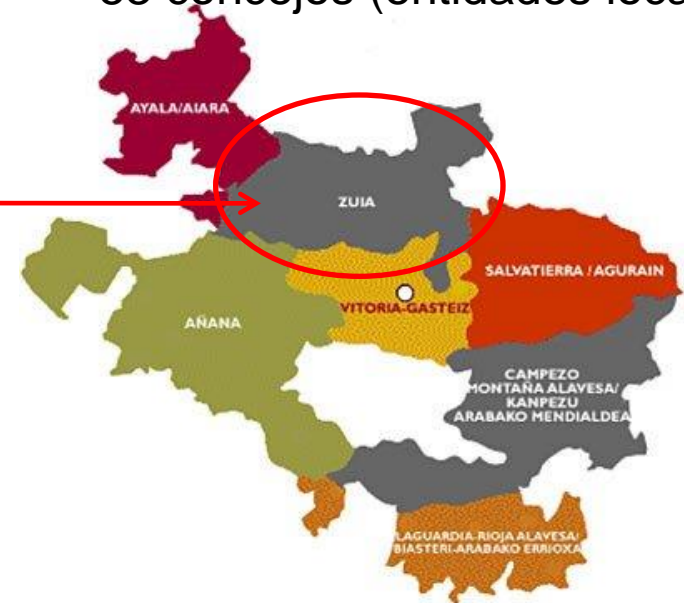 AYALA/AIARA
ZUIA
SALVATIERRA / AGURAIN
VITORIA-GASTEIZ
AÑANA
CAMPEZO
MONTAÑA ALAVESA/
KANPEZU
ARABAKO MENDIALDEA
LAGUARDIA-RIOJA ALAVESA/
BIASTERI-ARABAKO ERRIOXA